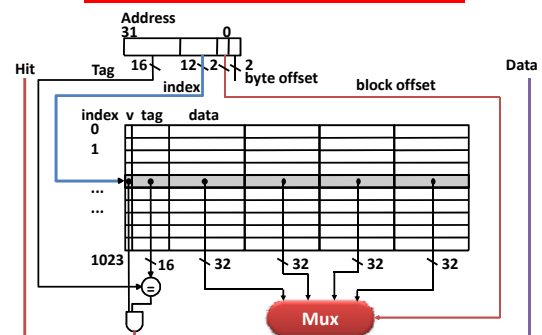 Address
31 0
Hit Tag 16 12 2 2 Data
byte offset
index block offset
index v tag data
0
1
...
...
1023 16 32 32 32 32
=
Mux